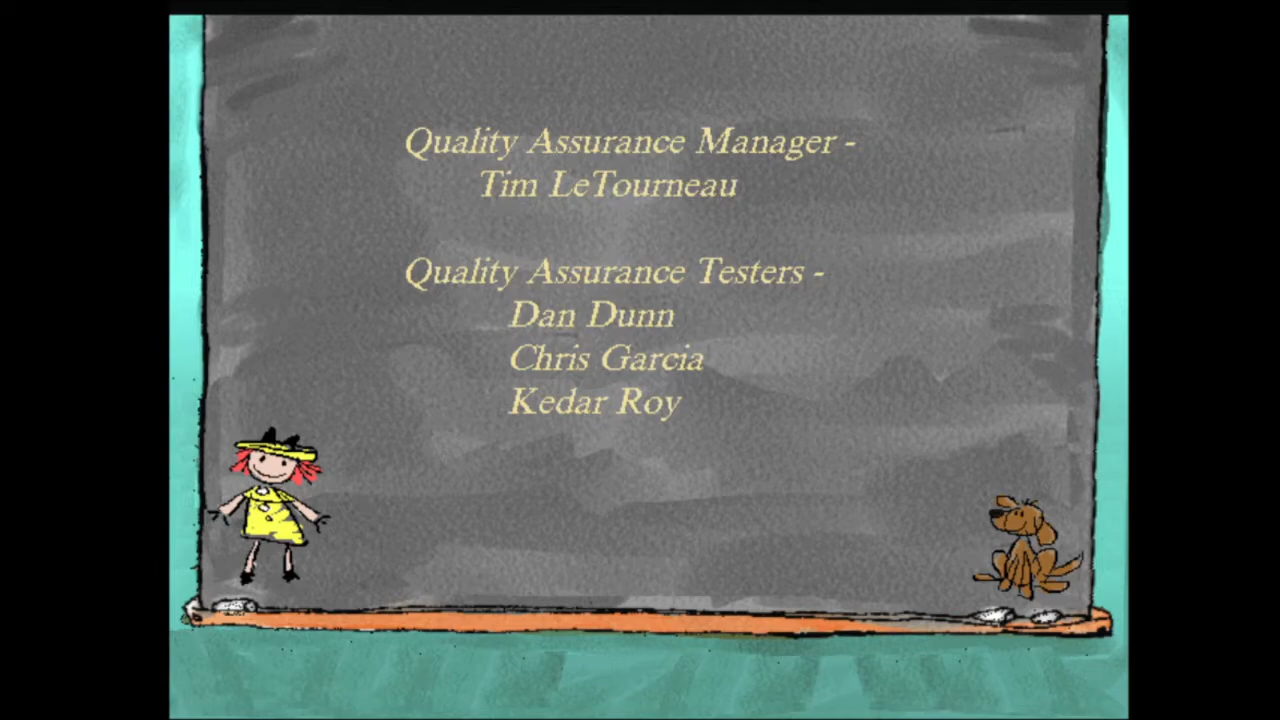 Quality Assurance Manager -
Tim LeTourneau
Quality Assurance Testers -
Dan Dunn
Chris Garcia
Kedar Roy